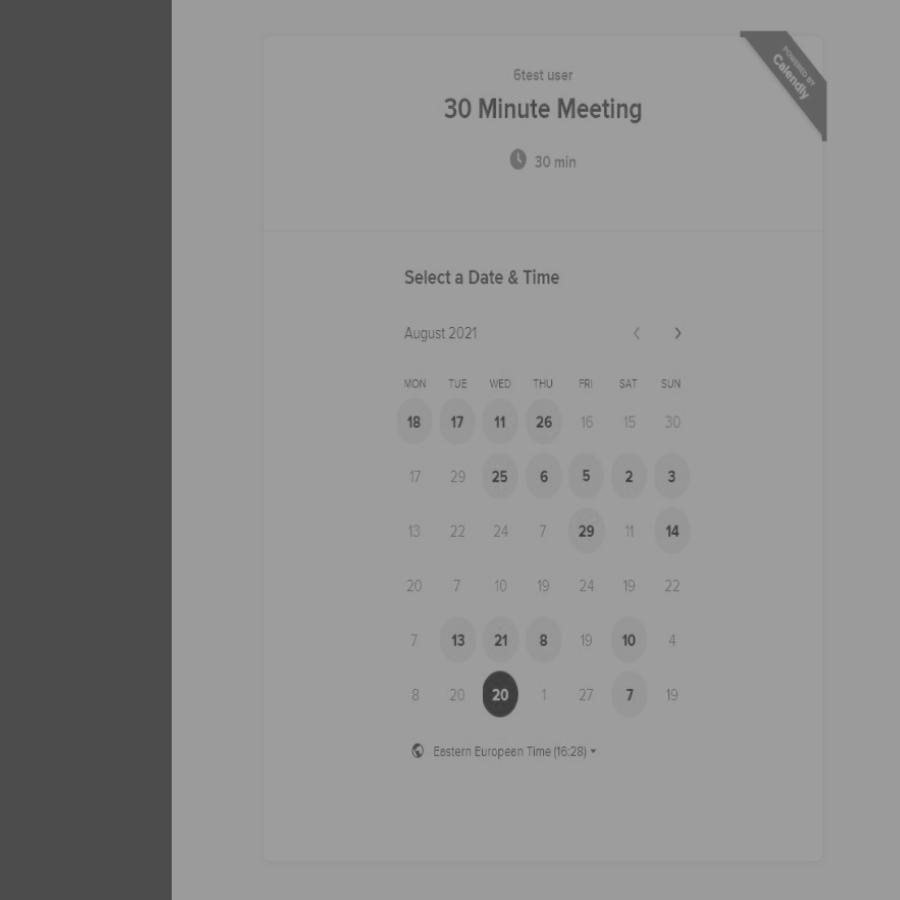 POWERED BY
Calendly
6test user
30 Minute Meeting
30 min
Select a Date & Time
August 2021
MON TUE WED THU FRI SAT SUN
18 17 11 26 16 15 30
17 29 25 6 5 2 3
13 22 24 7 29 11 14
20 7 10 19 24 19 22
7 13 21 8 19 10 4
8 20 20 1 27 7 19
Eastern European Time (16:28)